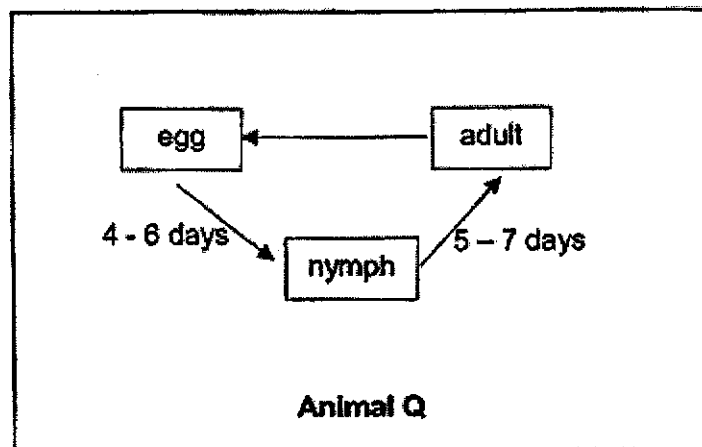 egg
adult
4 - 6 days
5 – 7 days
nymph
Animal Q